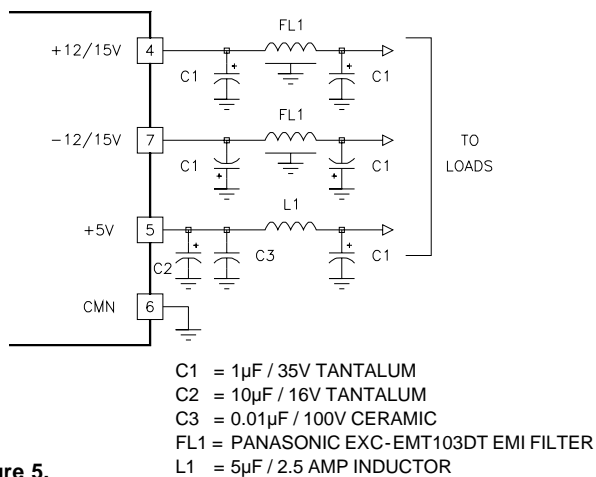 FL1
+12/15V 4
+ +
C1 C1
FL1
-12/15V 7
C1 C1
+ +
TO
LOADS
L1
+5V 5
+ +
C2 C3 C1
CMN 6
C1 = 1µF / 35V TANTALUM
C2 = 10µF / 16V TANTALUM
C3 = 0.01µF / 100V CERAMIC
FL1 = PANASONIC EXC-EMT103DT EMI FILTER
L1 = 5µF / 2.5 AMP INDUCTOR
ure 5.